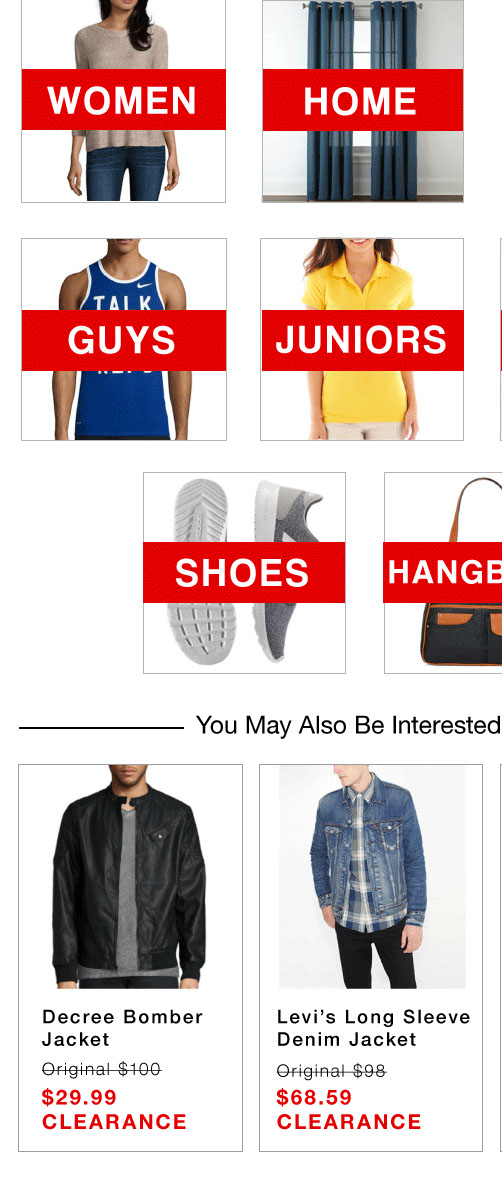 WOMEN
HOME
TALK
GUYS
JUNIORS
SHOES
HANGB
You May Also Be Interested
Decree Bomber
Jacket
Original $100
$29.99
CLEARANCE
Levi’s Long Sleeve
Denim Jacket
Original $98
$68.59
CLEARANCE